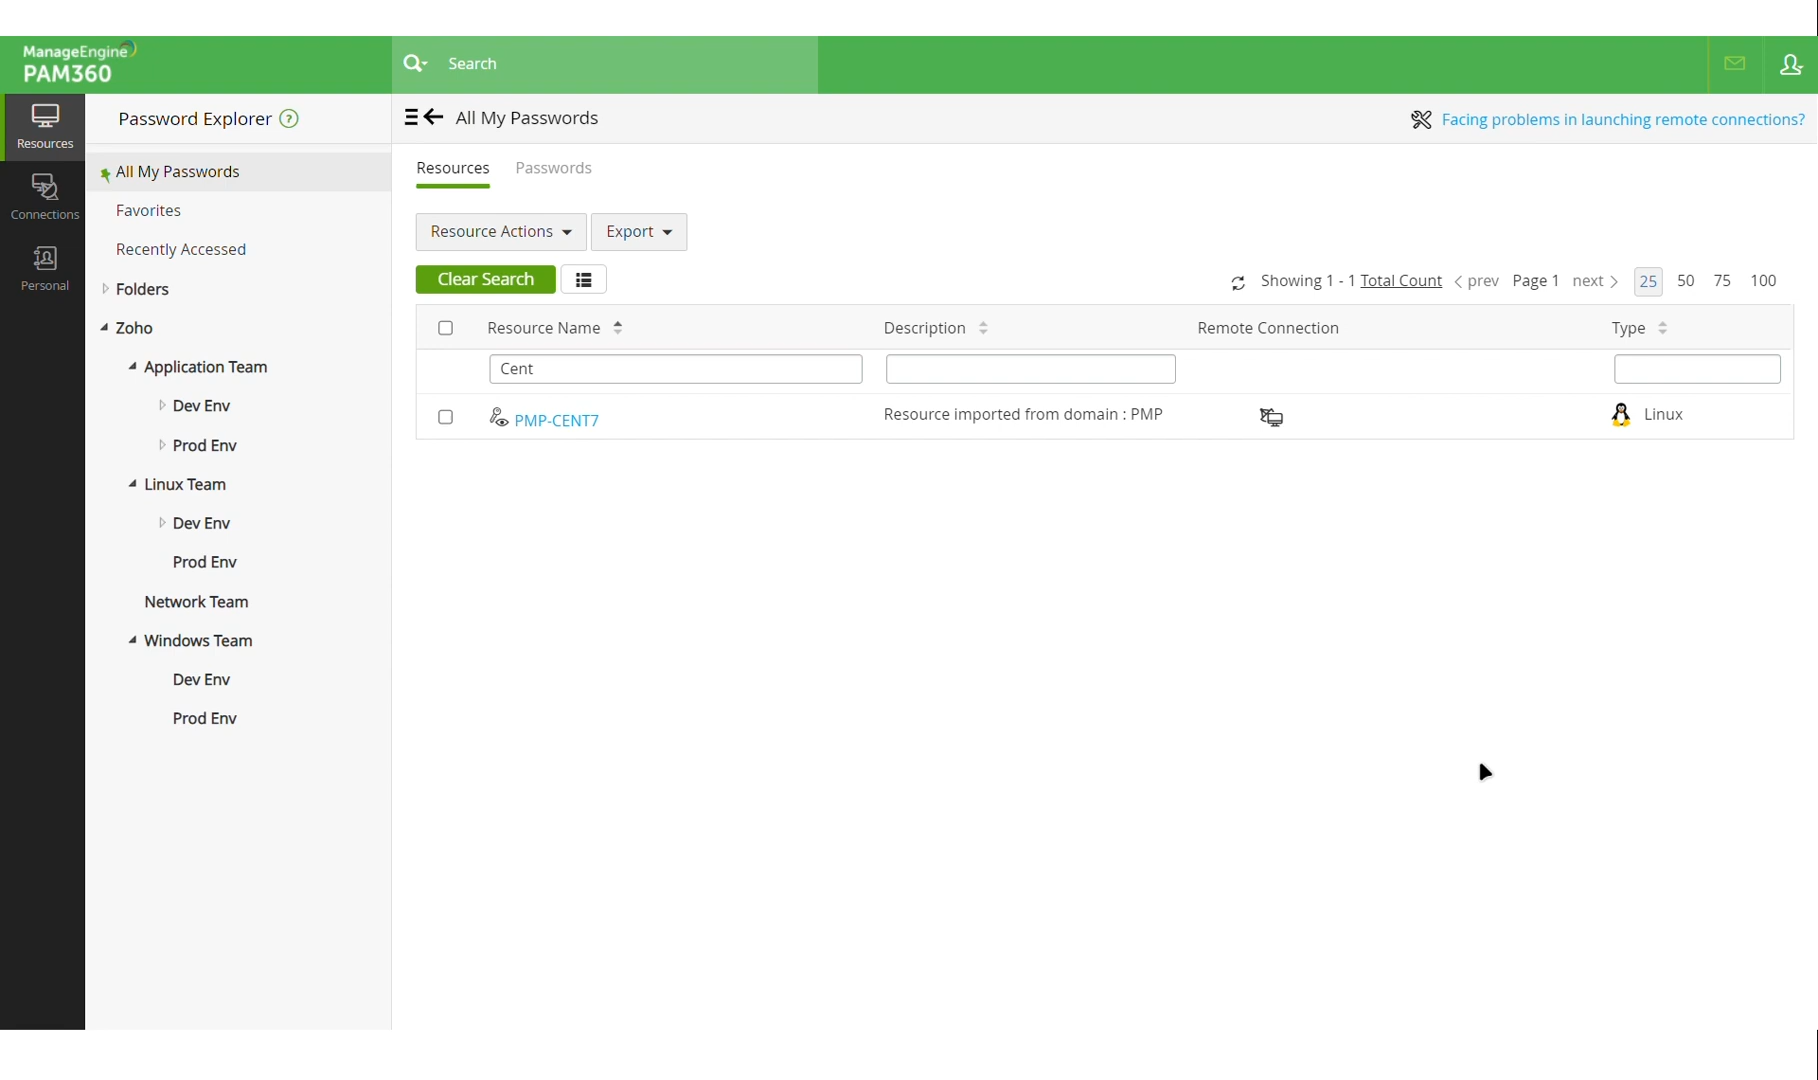 ManageEngine
PAM360
Search
Resources
Connections
Personal
Password Explorer ?
All My Passwords
Favorites
Recently Accessed
Folders
Zoho
Application Team
Dev Env
Prod Env
Linux Team
Dev Env
Prod Env
Network Team
Windows Team
Dev Env
Prod Env
All My Passwords
Facing problems in launching remote connections?
Resources Passwords
Resource Actions Export
Clear Search
Showing 1 - 1 Total Count prev Page 1 next 25 50 75 100
Resource Name Description Remote Connection Type
Cent
PMP-CENT7 Resource imported from domain : PMP Linux